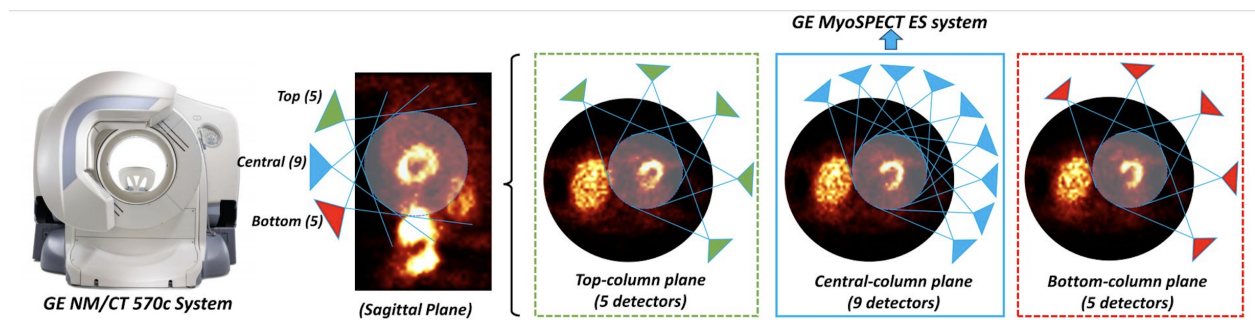 GE MyoSPECT ES system
Top (5)
Central (9)
Bottom (5)
GE NM/CT 570c System
(Sagittal Plane)
Top-column plane
(5 detectors)
Central-column plane
(9 detectors)
Bottom-column plane
(5 detectors)